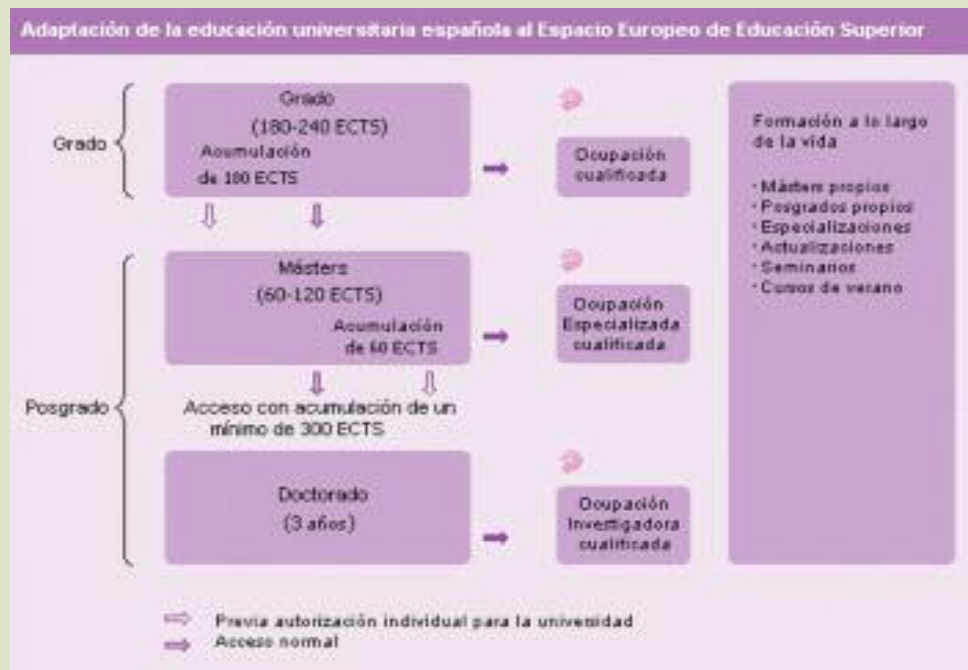 Adaptación de la educación universitaria española al Espacio Europeo de Educación Superior
Grado
Grado
(180-240 ECTS)
Acumulación
de 180 ECTS
Ocupación
cualificada
Posgrado
Másters
(60-120 ECTS)
Acumulación
de 60 ECTS
Ocupación
Especializada
cualificada
Acceso con acumulación de un
mínimo de 300 ECTS
Doctorado
(3 años)
Ocupación
Investigadora
cualificada
Formación a lo largo
de la vida
· Másters propios
· Posgrados propios
· Especializaciones
· Actualizaciones
· Seminarios
· Cursos de verano
Previa autorización individual para la universidad
Acceso normal